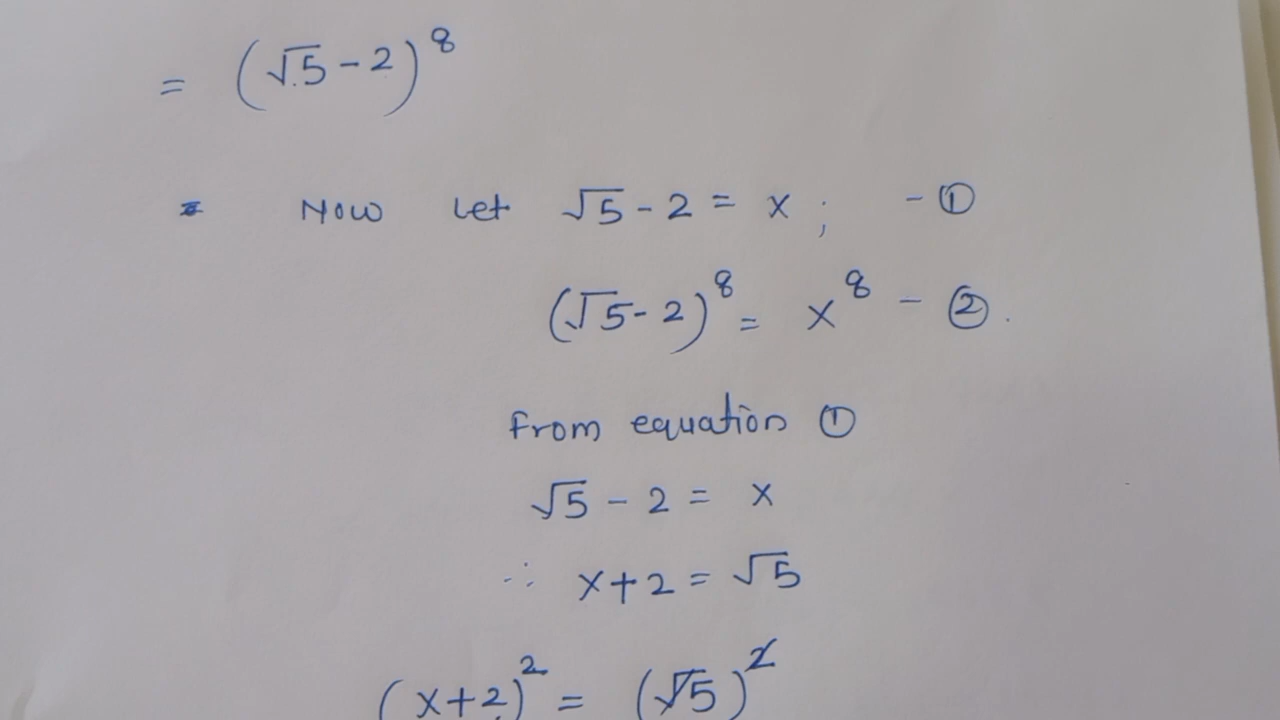 = (√5-2)⁸
Now Let √5-2 = x ; - ①
(√5-2)⁸ = x⁸ - ②.
From equation ①
√5 - 2 = x
∴ x+2 = √5
(x+2)² = (√5)²